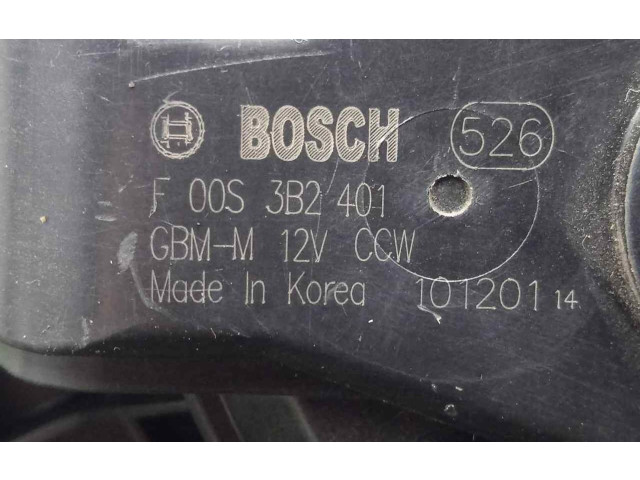 BOSCH 526
F 00S 3B2 401
GBM-M 12V CCW
Made In Korea 101201 14